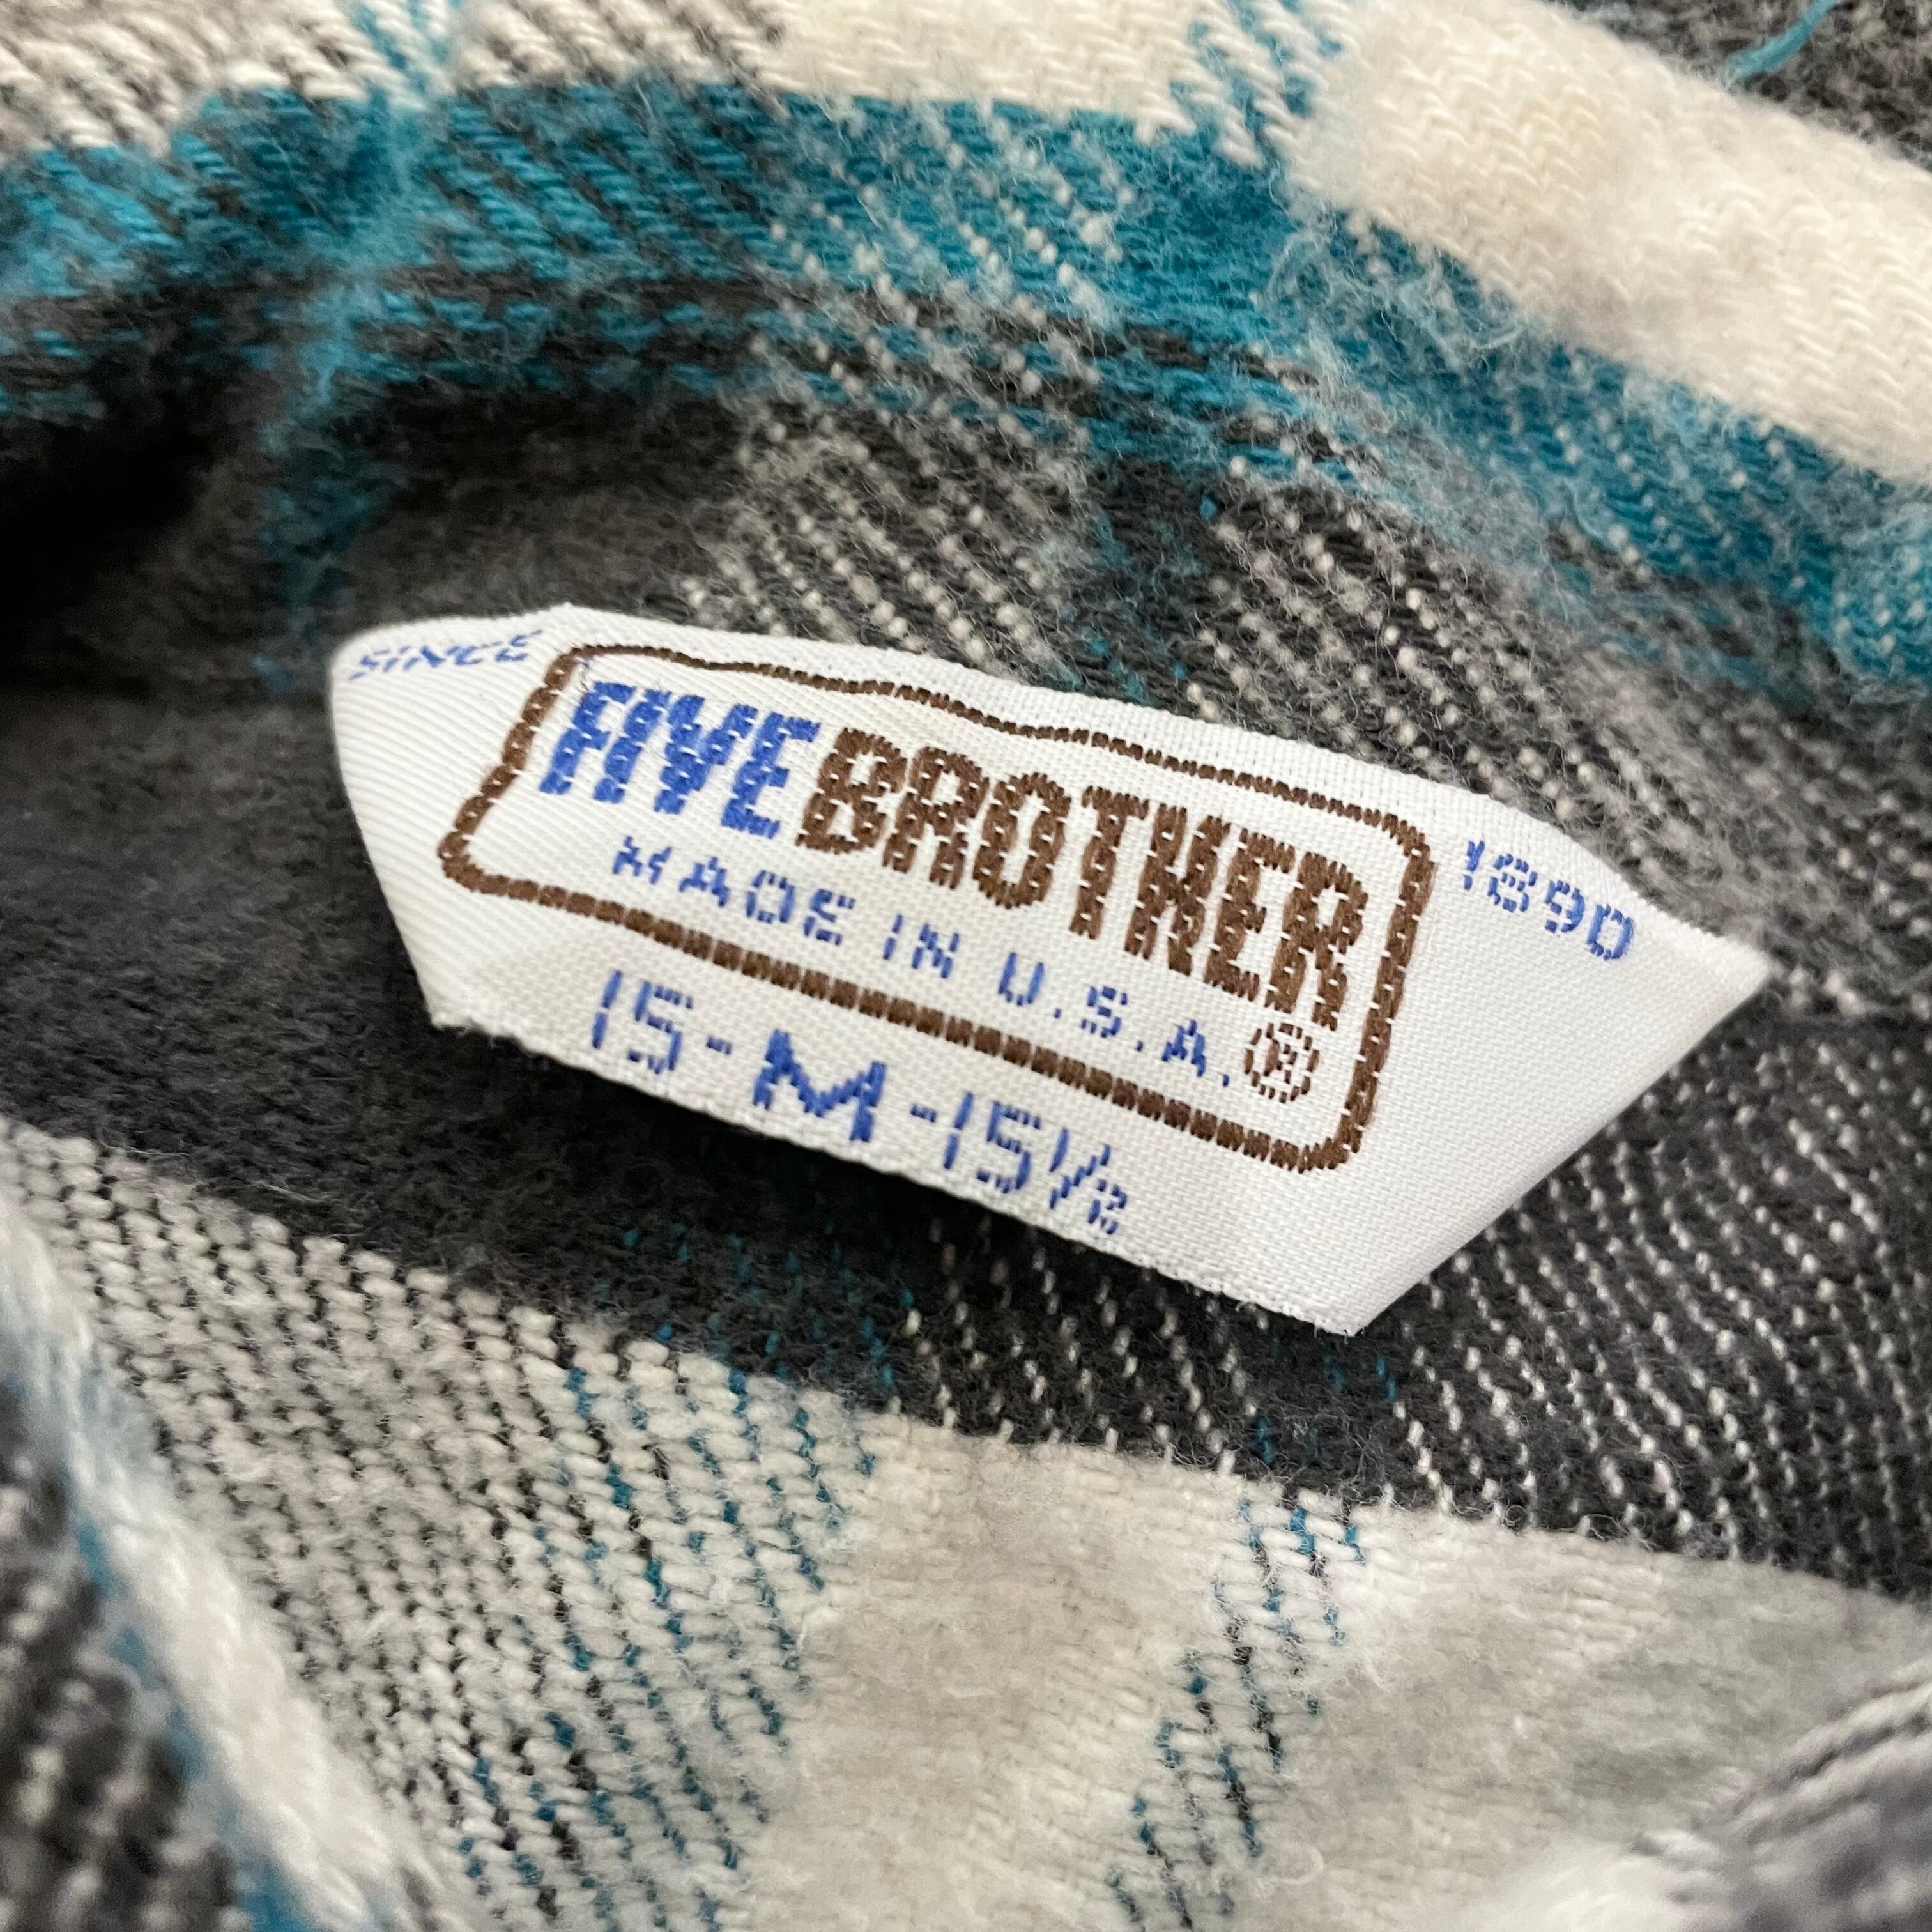 SINCE 1890
FIVE BROTHER
MADE IN U.S.A.®
15-M-15½